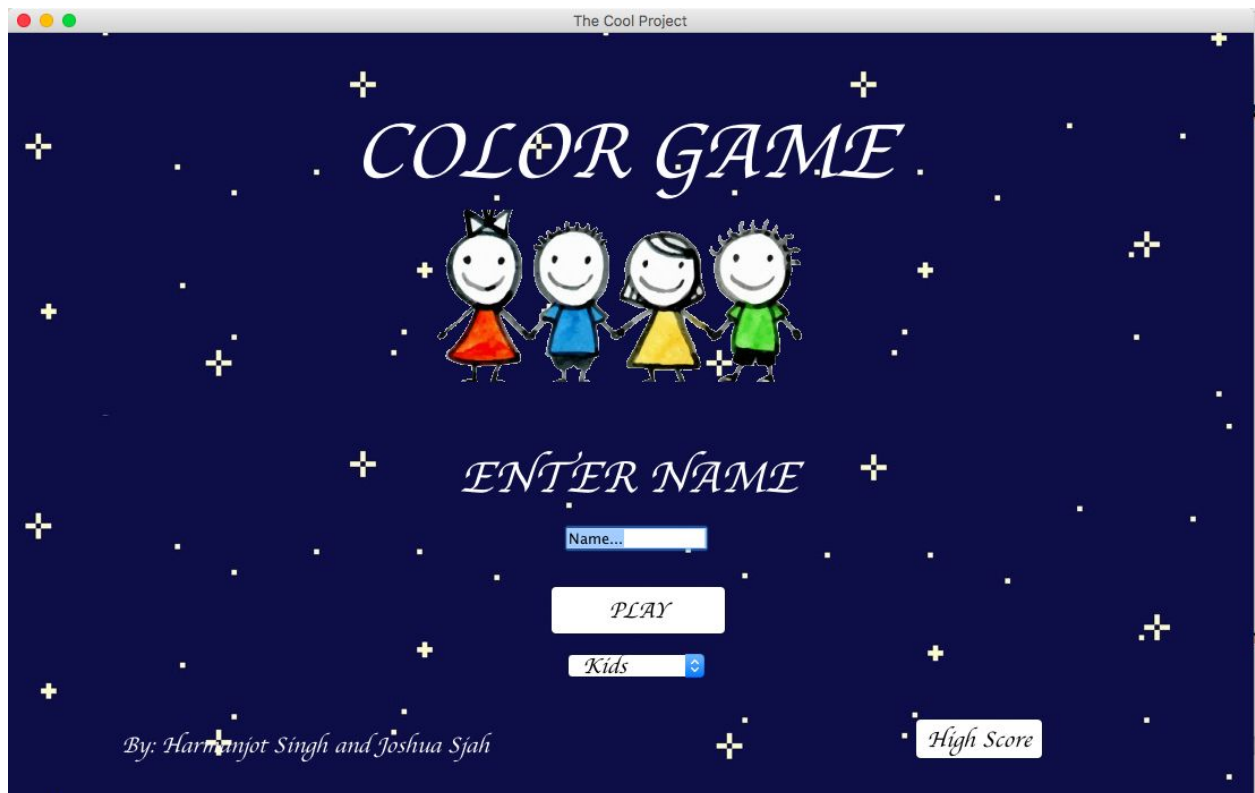 The Cool Project
COLOR GAME
ENTER NAME
Name...
PLAY
Kids
By: Harmanjot Singh and Joshua Sjah
High Score